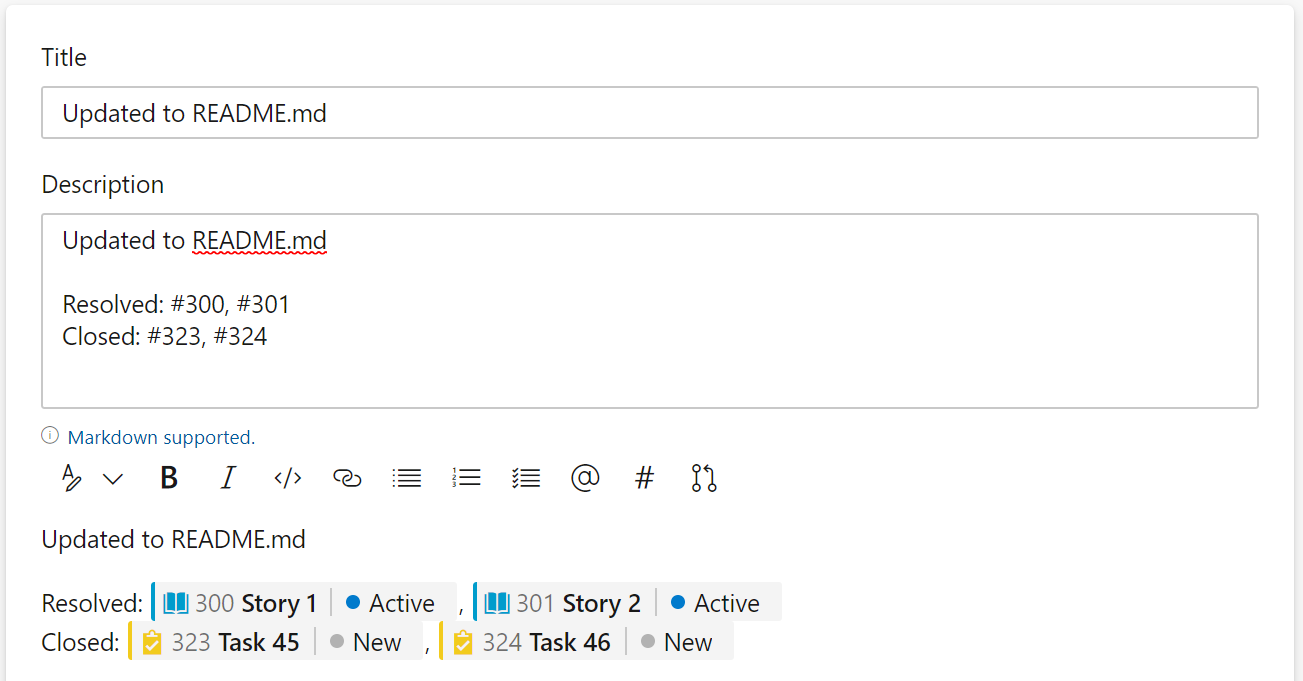 Title
Updated to README.md
Description
Updated to README.md
Resolved: #300, #301
Closed: #323, #324
Markdown supported.
B I </> @ #
Updated to README.md
Resolved: 300 Story 1 Active , 301 Story 2 Active
Closed: 323 Task 45 New , 324 Task 46 New